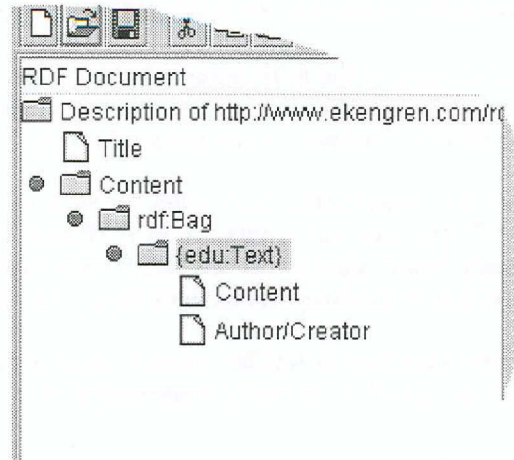 RDF Document
Description of http://www.ekengren.com/
Title
Content
rdf:Bag
{edu:Text}
Content
Author/Creator